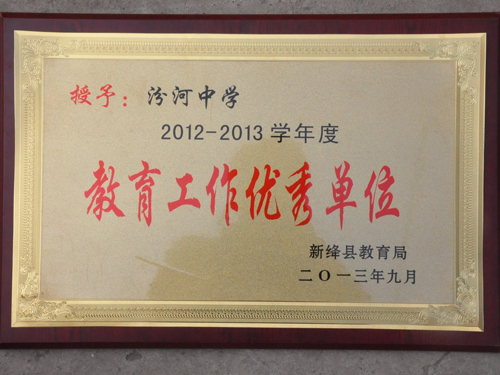 授予：汾河中学
2012-2013学年度
教育工作优秀单位
新绛县教育局
二O一三年九月